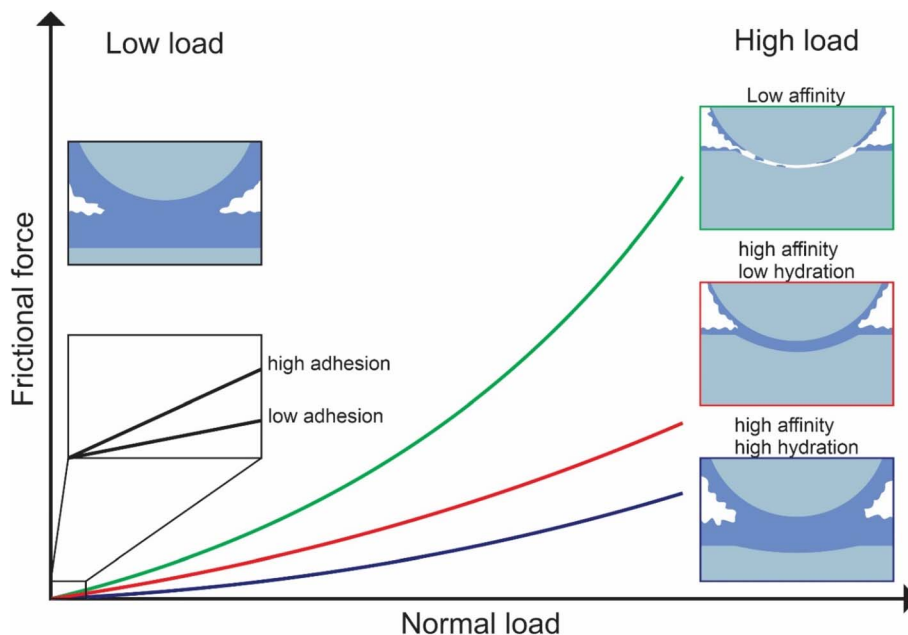 Low load
High load
Low affinity
high affinity
low hydration
high adhesion
low adhesion
high affinity
high hydration
Frictional force
Normal load